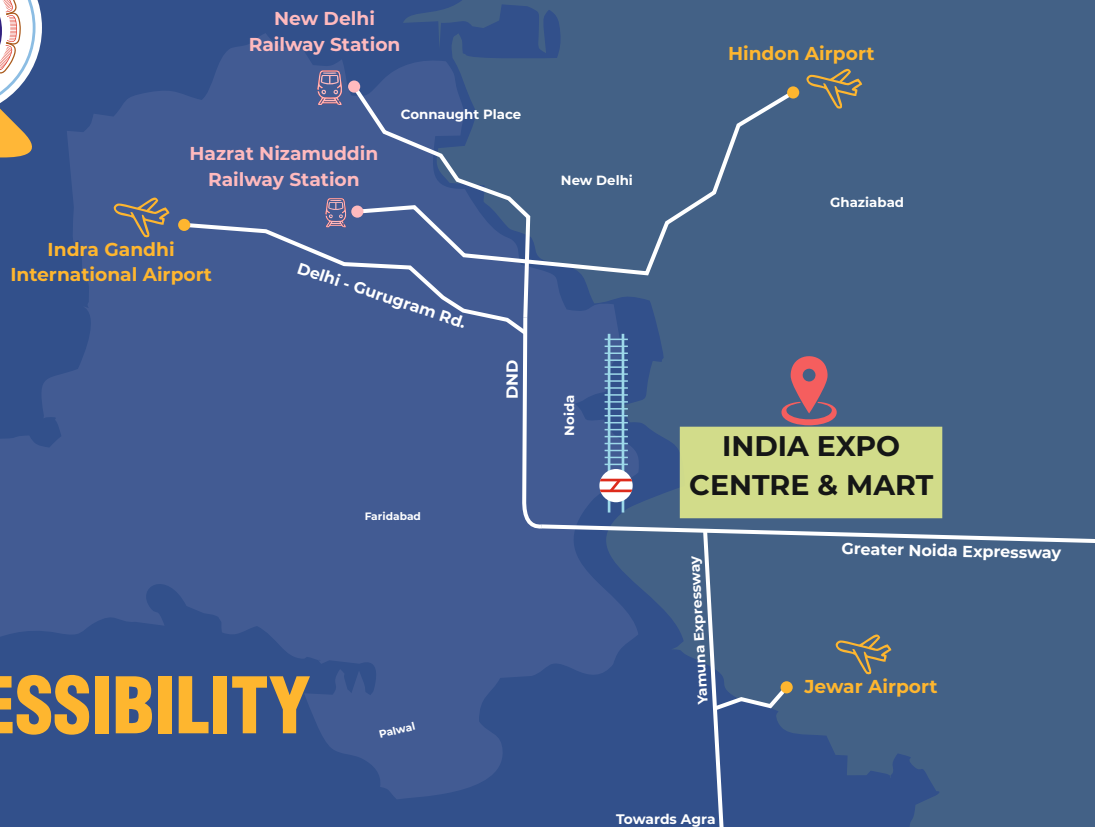 New Delhi
Railway Station
Hindon Airport
Connaught Place
Hazrat Nizamuddin
Railway Station
New Delhi
Ghaziabad
Indra Gandhi
International Airport
Delhi - Gurugram Rd.
DND
Noida
INDIA EXPO
CENTRE & MART
Faridabad
Greater Noida Expressway
Yamuna Expressway
Jewar Airport
ESSIBILITY
Palwal
Towards Agra